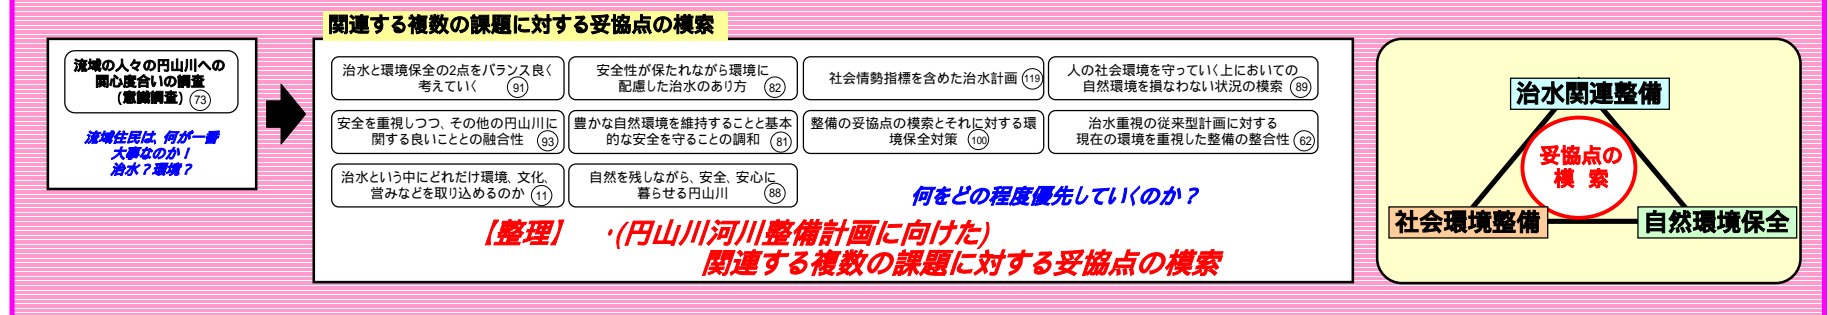 関連する複数の課題に対する妥協点の模索
流域の人々の円山川への
関心度合いの調査
(意識調査) 73
流域住民は、何が一番
大事なのか！
治水？環境？
治水と環境保全の2点をバランス良く
考えていく 91
安全性が保たれながら環境に
配慮した治水のあり方 82
社会情勢指標を含めた治水計画 119
人の社会環境を守っていく上においての
自然環境を損なわない状況の模索 89
安全を重視しつつ、その他の円山川に
関する良いこととの融合性 93
豊かな自然環境を維持することと基本
的な安全を守ることの調和 81
整備の妥協点の模索とそれに対する環
境保全対策 100
治水重視の従来型計画に対する
現在の環境を重視した整備の整合性 62
治水という中にどれだけ環境、文化、
営みなどを取り込めるのか 11
自然を残しながら、安全、安心に
暮らせる円山川 88
何をどの程度優先していくのか？
【整理】 ・(円山川河川整備計画に向けた)
関連する複数の課題に対する妥協点の模索
治水関連整備
妥協点の
模 索
社会環境整備
自然環境保全